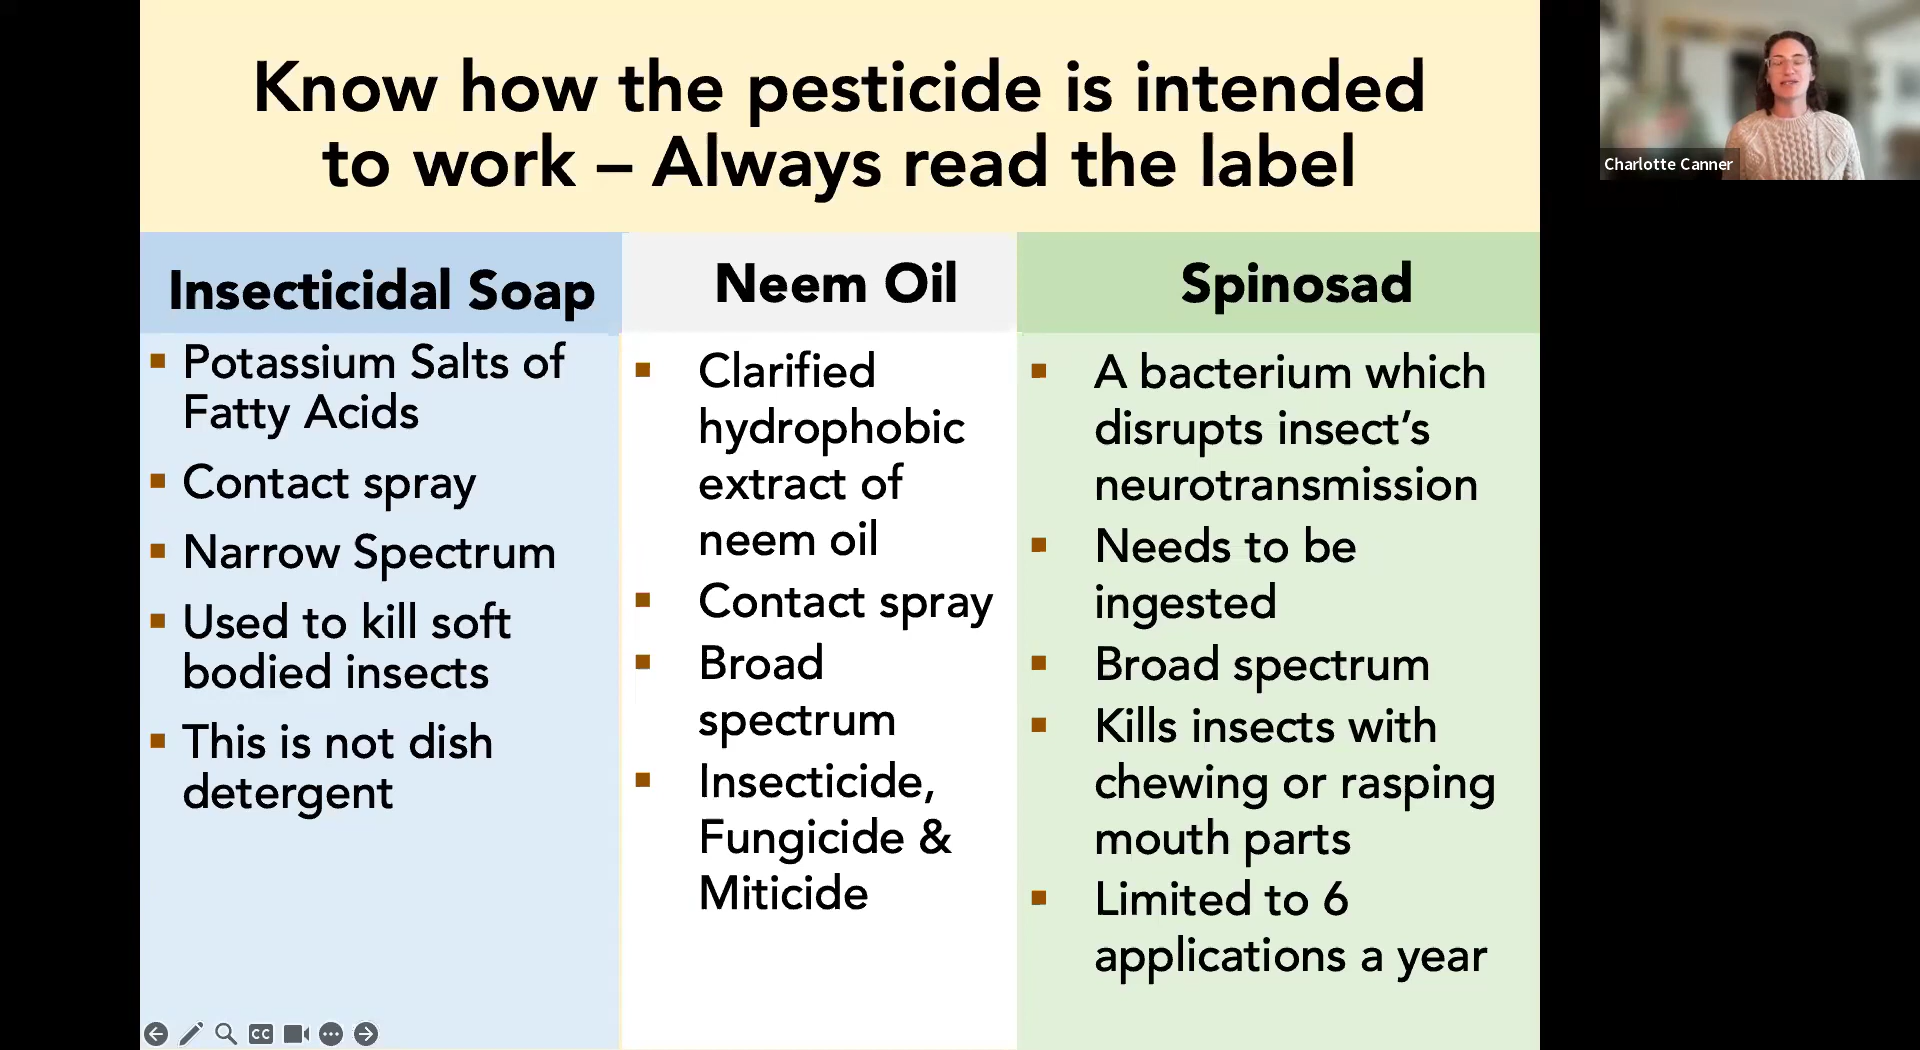 Know how the pesticide is intended
to work – Always read the label
Insecticidal Soap
Potassium Salts of
Fatty Acids
Contact spray
Narrow Spectrum
Used to kill soft
bodied insects
This is not dish
detergent
Neem Oil
Clarified
hydrophobic
extract of
neem oil
Contact spray
Broad
spectrum
Insecticide,
Fungicide &
Miticide
Spinosad
A bacterium which
disrupts insect’s
neurotransmission
Needs to be
ingested
Broad spectrum
Kills insects with
chewing or rasping
mouth parts
Limited to 6
applications a year
Charlotte Canner
CC